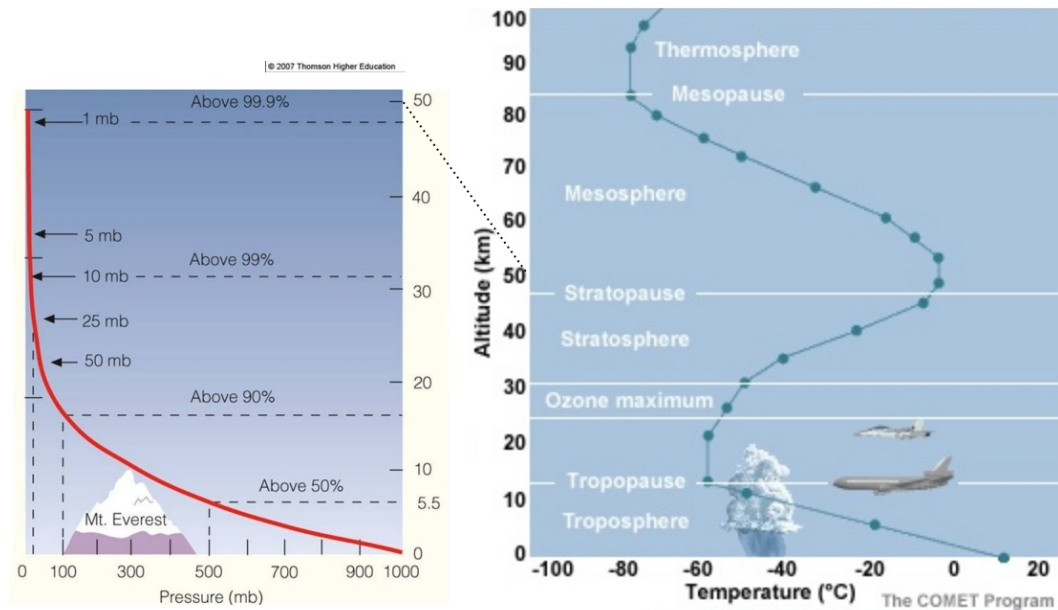 © 2007 Thomson Higher Education
Above 99.9%
50
1 mb
40
5 mb
Above 99%
10 mb
30
25 mb
50 mb
20
Above 90%
10
Above 50%
5.5
Mt. Everest
0
0 100 300 500 700 900 1000
Pressure (mb)
100
Thermosphere
90
Mesopause
80
70
Mesosphere
60
Altitude (km)
50
Stratopause
40
Stratosphere
30
Ozone maximum
20
Tropopause
10
Troposphere
0
-100 -80 -60 -40 -20 0 20
Temperature (°C)
The COMET Program